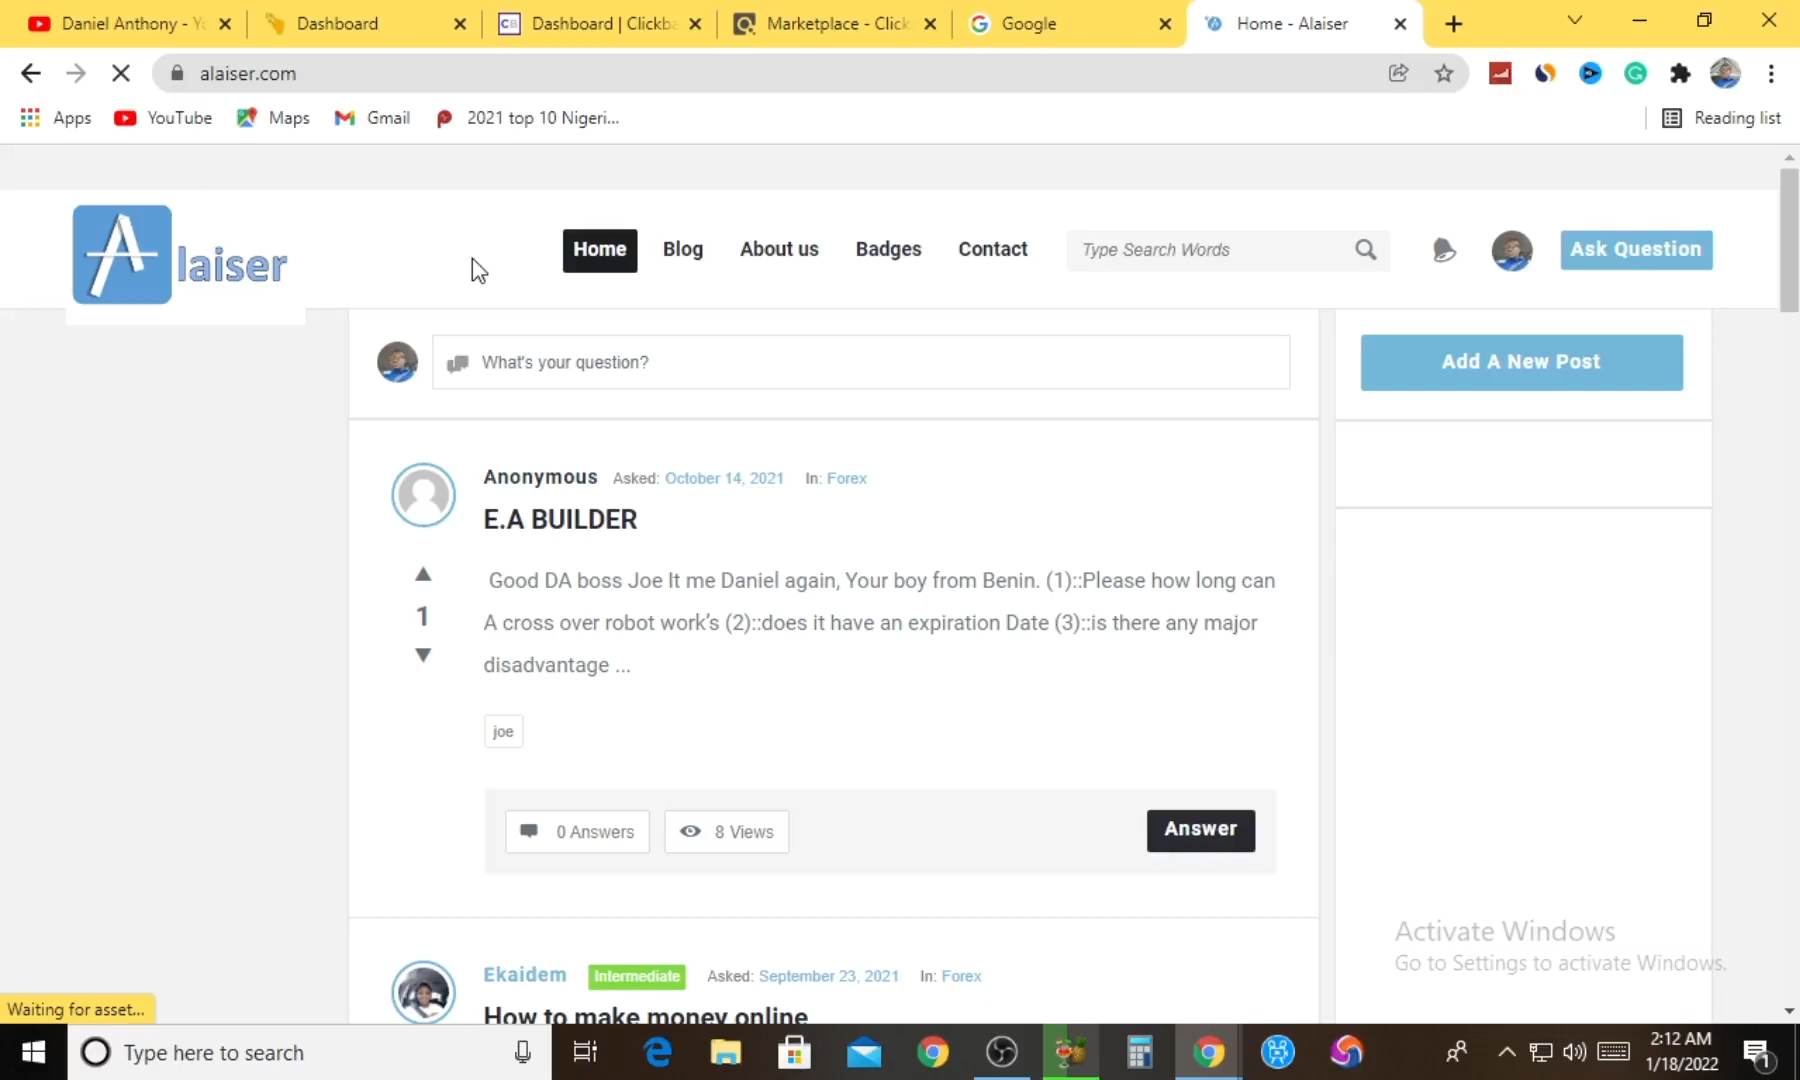 Daniel Anthony - Yo
Dashboard
CB
Dashboard | Clickba
Marketplace - Click
Google
Home - Alaiser
alaiser.com
Apps
YouTube
Maps
Gmail
2021 top 10 Nigeri...
Reading list
Alaiser
Home
Blog
About us
Badges
Contact
Type Search Words
Ask Question
What's your question?
Add A New Post
Anonymous Asked: October 14, 2021 In: Forex
E.A BUILDER
Good DA boss Joe It me Daniel again, Your boy from Benin. (1)::Please how long can
1
A cross over robot work's (2)::does it have an expiration Date (3)::is there any major
disadvantage ...
joe
0 Answers
8 Views
Answer
Activate Windows
Go to Settings to activate Windows.
Ekaidem Intermediate Asked: September 23, 2021 In: Forex
How to make money online
Waiting for asset...
Type here to search
2:12 AM
1/18/2022
1